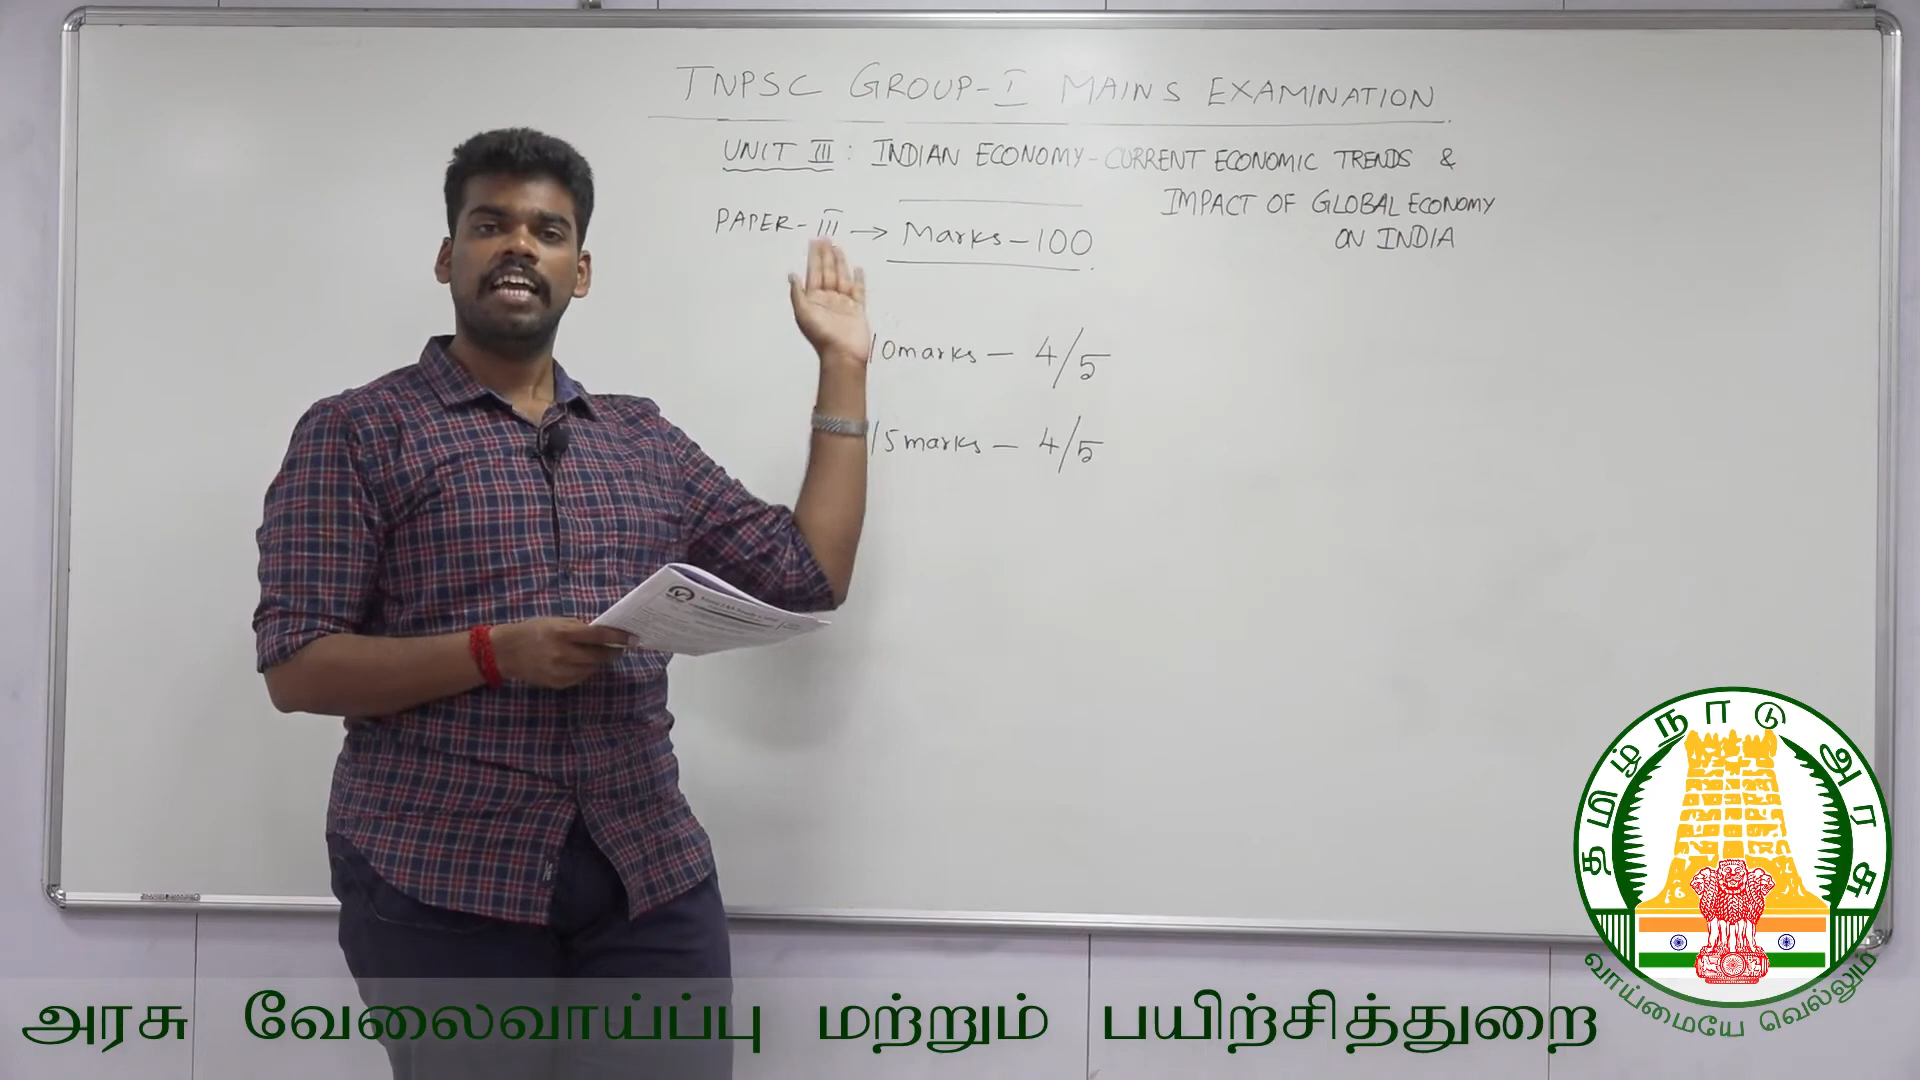 TNPSC GROUP-I MAINS EXAMINATION
UNIT III : INDIAN ECONOMY - CURRENT ECONOMIC TRENDS &
IMPACT OF GLOBAL ECONOMY
ON INDIA
PAPER-III → Marks-100
10marks - 4/5
15marks - 4/5
தமிழ்நாடு அரசு
வாய்மையே வெல்லும்
அரசு வேலைவாய்ப்பு மற்றும் பயிற்சித்துறை